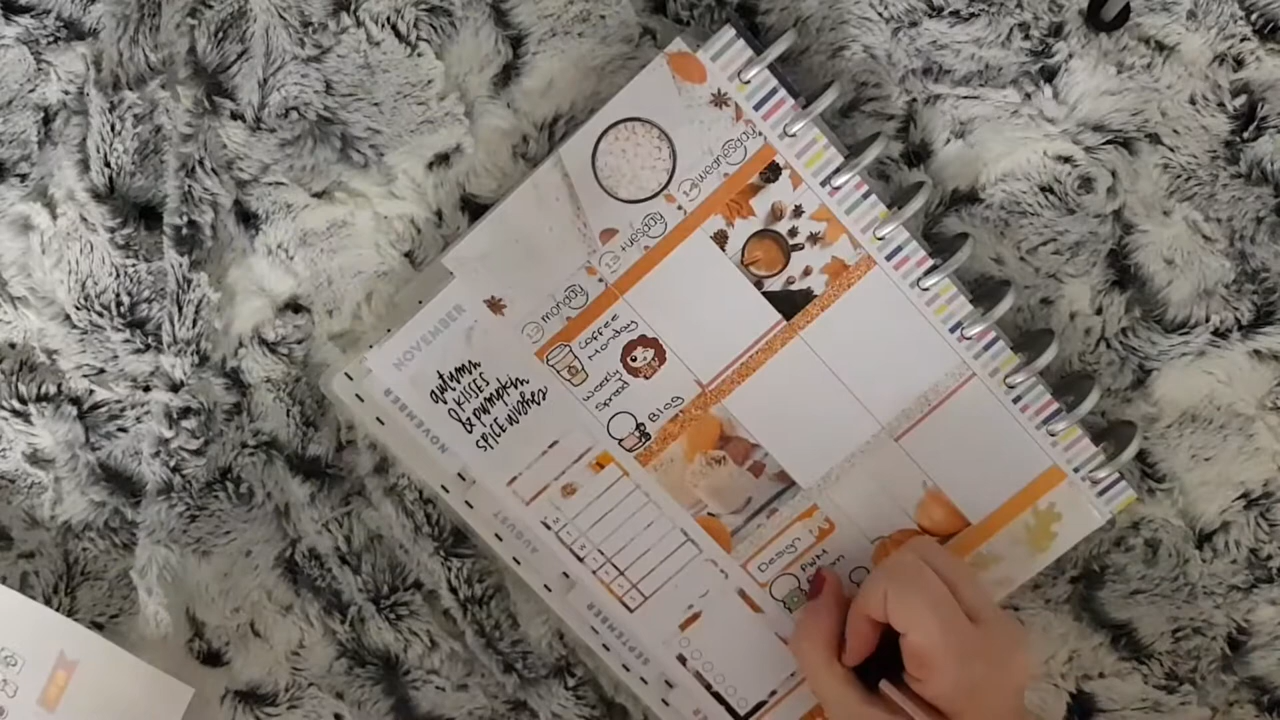 NOVEMBER
autumn
KISSES
& pumpkin
SPICE wishes
NOVEMBER
AUGUST
SEPTEMBER
12 monday
13 tuesday
14 wednesday
Coffee
Monday
Weekly
Spread
Blog
Design
PWM